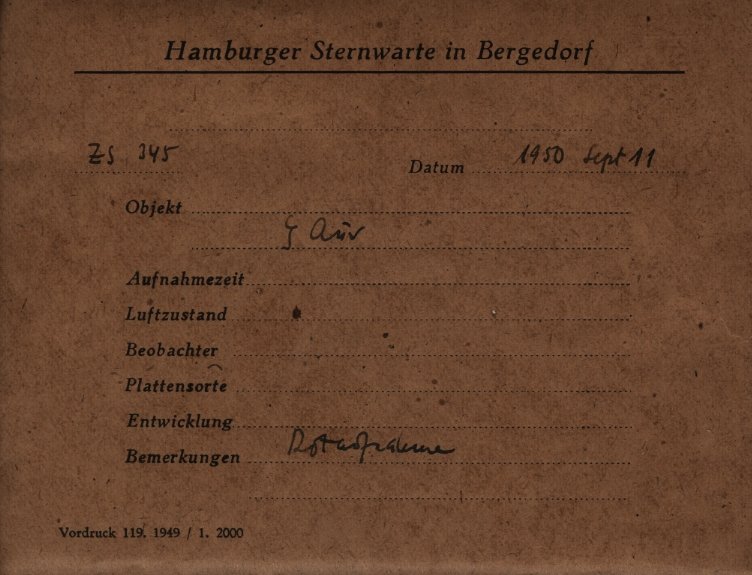 Hamburger Sternwarte in Bergedorf
ZS 345
Datum 1950 Sept 11
Objekt
ζ Aur
Aufnahmezeit
Luftzustand
Beobachter
Plattensorte
Entwicklung
Bemerkungen Rotaufnahme
Vordruck 119. 1949 / 1. 2000